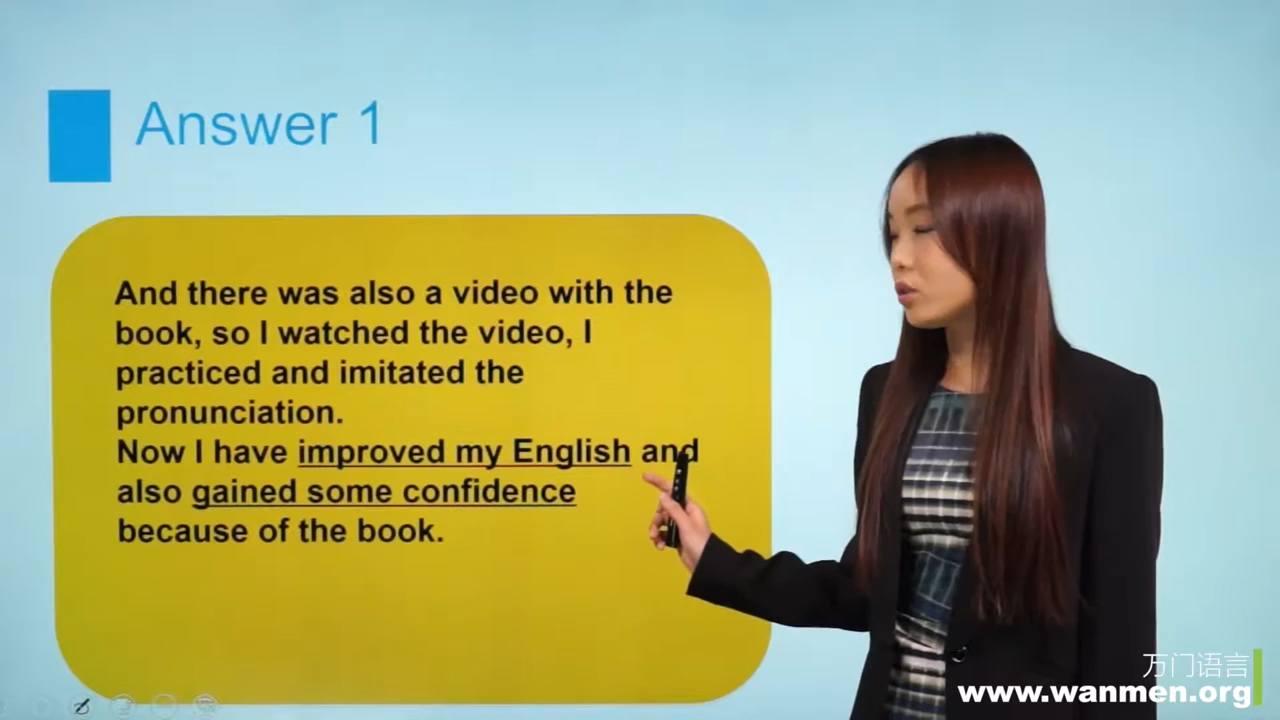 Answer 1
And there was also a video with the
book, so I watched the video, I
practiced and imitated the
pronunciation.
Now I have improved my English and
also gained some confidence
because of the book.
万门语言
www.wanmen.org